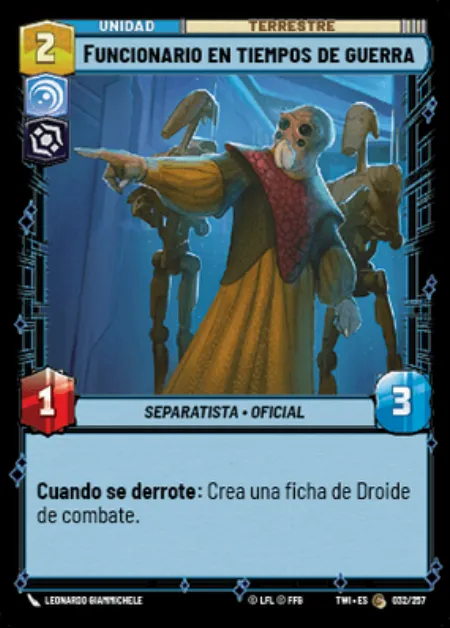 UNIDAD
TERRESTRE
2
FUNCIONARIO EN TIEMPOS DE GUERRA
1
SEPARATISTA • OFICIAL
3
Cuando se derrote: Crea una ficha de Droide
de combate.
LEONARDO GIAMMICHELE
© LFL © FFG
TWI • ES
C
032/257